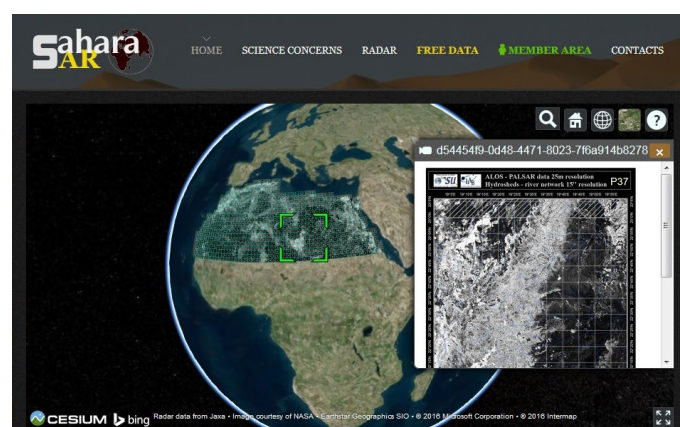 Sahara
SAR
HOME SCIENCE CONCERNS RADAR FREE DATA MEMBER AREA CONTACTS
?
d54454f9-0d48-4471-8023-7f6a914b8278 ×
ALOS - PALSAR data 25m resolution
Hydrosheds - river network 15" resolution P37
CESIUM bing Radar data from Jaxa • Image courtesy of NASA • Earthstar Geographics SIO • © 2016 Microsoft Corporation • © 2016 Intermap